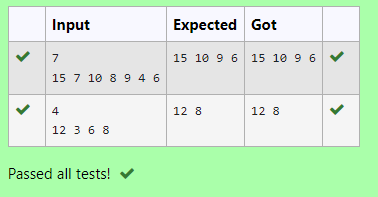 Input Expected Got
7 15 10 9 6 15 10 9 6
15 7 10 8 9 4 6
4 12 8 12 8
12 3 6 8
Passed all tests!